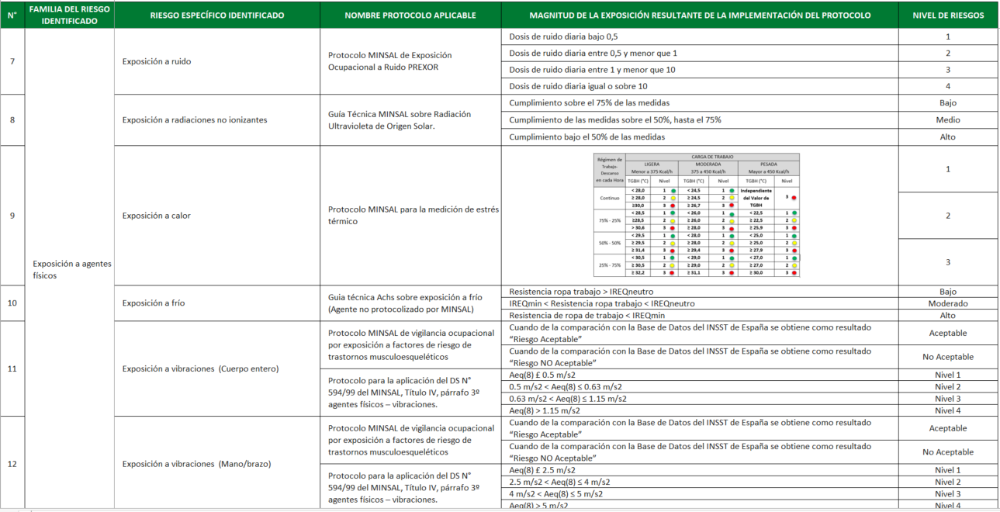 N° FAMILIA DEL RIESGO IDENTIFICADO RIESGO ESPECÍFICO IDENTIFICADO NOMBRE PROTOCOLO APLICABLE MAGNITUD DE LA EXPOSICIÓN RESULTANTE DE LA IMPLEMENTACIÓN DEL PROTOCOLO NIVEL DE RIESGOS
Exposición a agentes
físicos
7
Exposición a ruido
Protocolo MINSAL de Exposición
Ocupacional a Ruido PREXOR
Dosis de ruido diaria bajo 0,5 1
Dosis de ruido diaria entre 0,5 y menor que 1 2
Dosis de ruido diaria entre 1 y menor que 10 3
Dosis de ruido diaria igual o sobre 10 4
8
Exposición a radiaciones no ionizantes
Guía Técnica MINSAL sobre Radiación
Ultravioleta de Origen Solar.
Cumplimiento sobre el 75% de las medidas Bajo
Cumplimiento de las medidas sobre el 50%, hasta el 75% Medio
Cumplimiento bajo el 50% de las medidas Alto
9
Exposición a calor
Protocolo MINSAL para la medición de estrés
térmico
Régimen de
Trabajo-
Descanso
en cada Hora
CARGA DE TRABAJO
LIGERA MODERADA PESADA
Menor a 375 Kcal/h 375 a 450 Kcal/h Mayor a 450 Kcal/h
TGBH (°C) Nivel TGBH (°C) Nivel TGBH (°C) Nivel
Continuo
< 28,0 1 < 24,5 1 Independiente
≥ 28,0 2 ≥ 24,5 2 del Valor de 3
≥30,0 3 ≥ 26,7 3 TGBH
75% - 25%
< 28,5 1 < 26,0 1 < 22,5 1
≥28,5 2 ≥ 26,0 2 ≥ 22,5 2
> 30,6 3 ≥ 28,0 3 ≥ 25,9 3
50% - 50%
< 29,5 1 < 28,0 1 < 25,0 1
≥ 29,5 2 ≥ 28,0 2 ≥ 25,0 2
≥ 31,4 3 ≥ 29,4 3 ≥ 27,9 3
25% - 75%
< 30,5 1 < 29,0 1 < 27,0 1
≥ 30,5 2 ≥ 29,0 2 ≥ 27,0 2
≥ 32,2 3 ≥ 31,1 3 ≥ 30,0 3
1
2
3
10
Exposición a frío
Guia técnica Achs sobre exposición a frío
(Agente no protocolizado por MINSAL)
Resistencia ropa trabajo > IREQneutro Bajo
IREQmin < Resistencia ropa trabajo < IREQneutro Moderado
Resistencia de ropa de trabajo < IREQmin Alto
11
Exposición a vibraciones (Cuerpo entero)
Protocolo MINSAL de vigilancia ocupacional
por exposición a factores de riesgo de
trastornos musculoesqueléticos
Cuando de la comparación con la Base de Datos del INSST de España se obtiene como resultado
“Riesgo Aceptable”
Aceptable
Cuando de la comparación con la Base de Datos del INSST de España se obtiene como resultado
“Riesgo NO Aceptable”
No Aceptable
Protocolo para la aplicación del DS N°
594/99 del MINSAL, Título IV, párrafo 3º
agentes físicos – vibraciones.
Aeq(8) £ 0.5 m/s2 Nivel 1
0.5 m/s2 < Aeq(8) ≤ 0.63 m/s2 Nivel 2
0.63 m/s2 < Aeq(8) ≤ 1.15 m/s2 Nivel 3
Aeq(8) > 1.15 m/s2 Nivel 4
12
Exposición a vibraciones (Mano/brazo)
Protocolo MINSAL de vigilancia ocupacional
por exposición a factores de riesgo de
trastornos musculoesqueléticos
Cuando de la comparación con la Base de Datos del INSST de España se obtiene como resultado
“Riesgo Aceptable”
Aceptable
Cuando de la comparación con la Base de Datos del INSST de España se obtiene como resultado
“Riesgo NO Aceptable”
No Aceptable
Protocolo para la aplicación del DS N°
594/99 del MINSAL, Título IV, párrafo 3º
agentes físicos – vibraciones.
Aeq(8) £ 2.5 m/s2 Nivel 1
2.5 m/s2 < Aeq(8) ≤ 4 m/s2 Nivel 2
4 m/s2 < Aeq(8) ≤ 5 m/s2 Nivel 3
Aeq(8) > 5 m/s2 Nivel 4